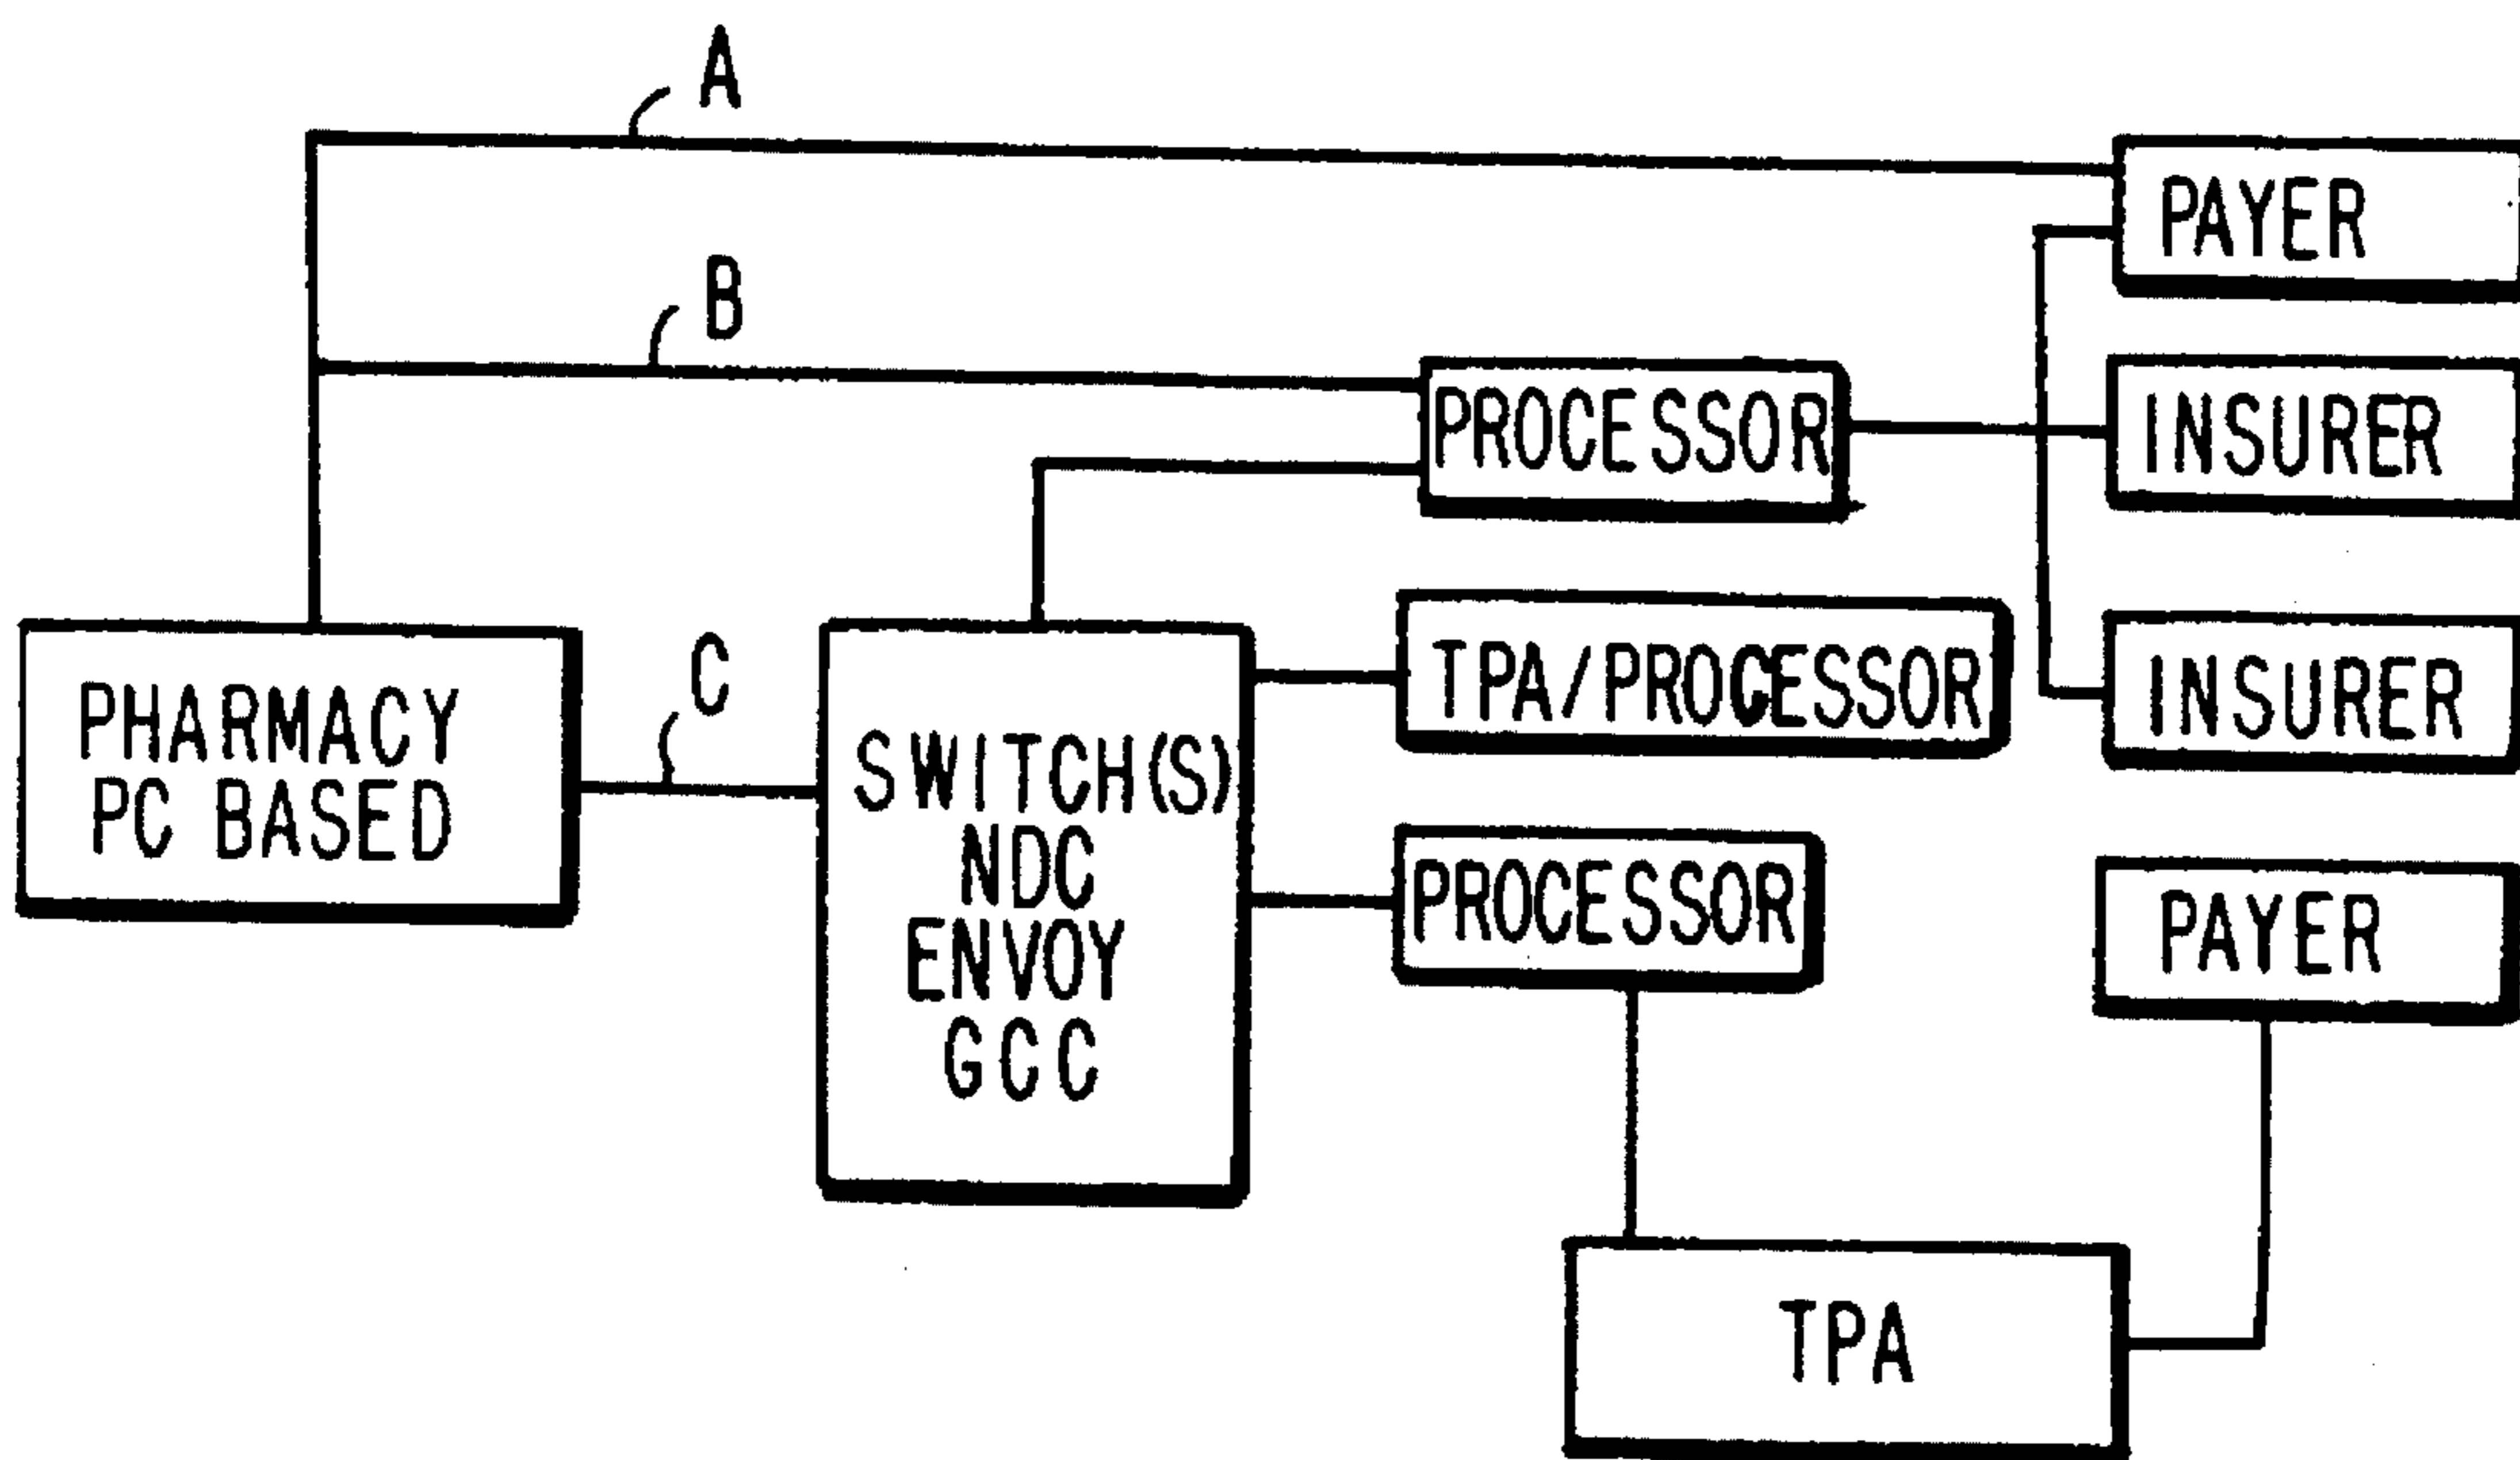 A
PAYER
B
PROCESSOR
INSURER
PHARMACY
PC BASED
C
SWITCH(S)
NDC
ENVOY
GCC
TPA/PROCESSOR
INSURER
PROCESSOR
PAYER
TPA